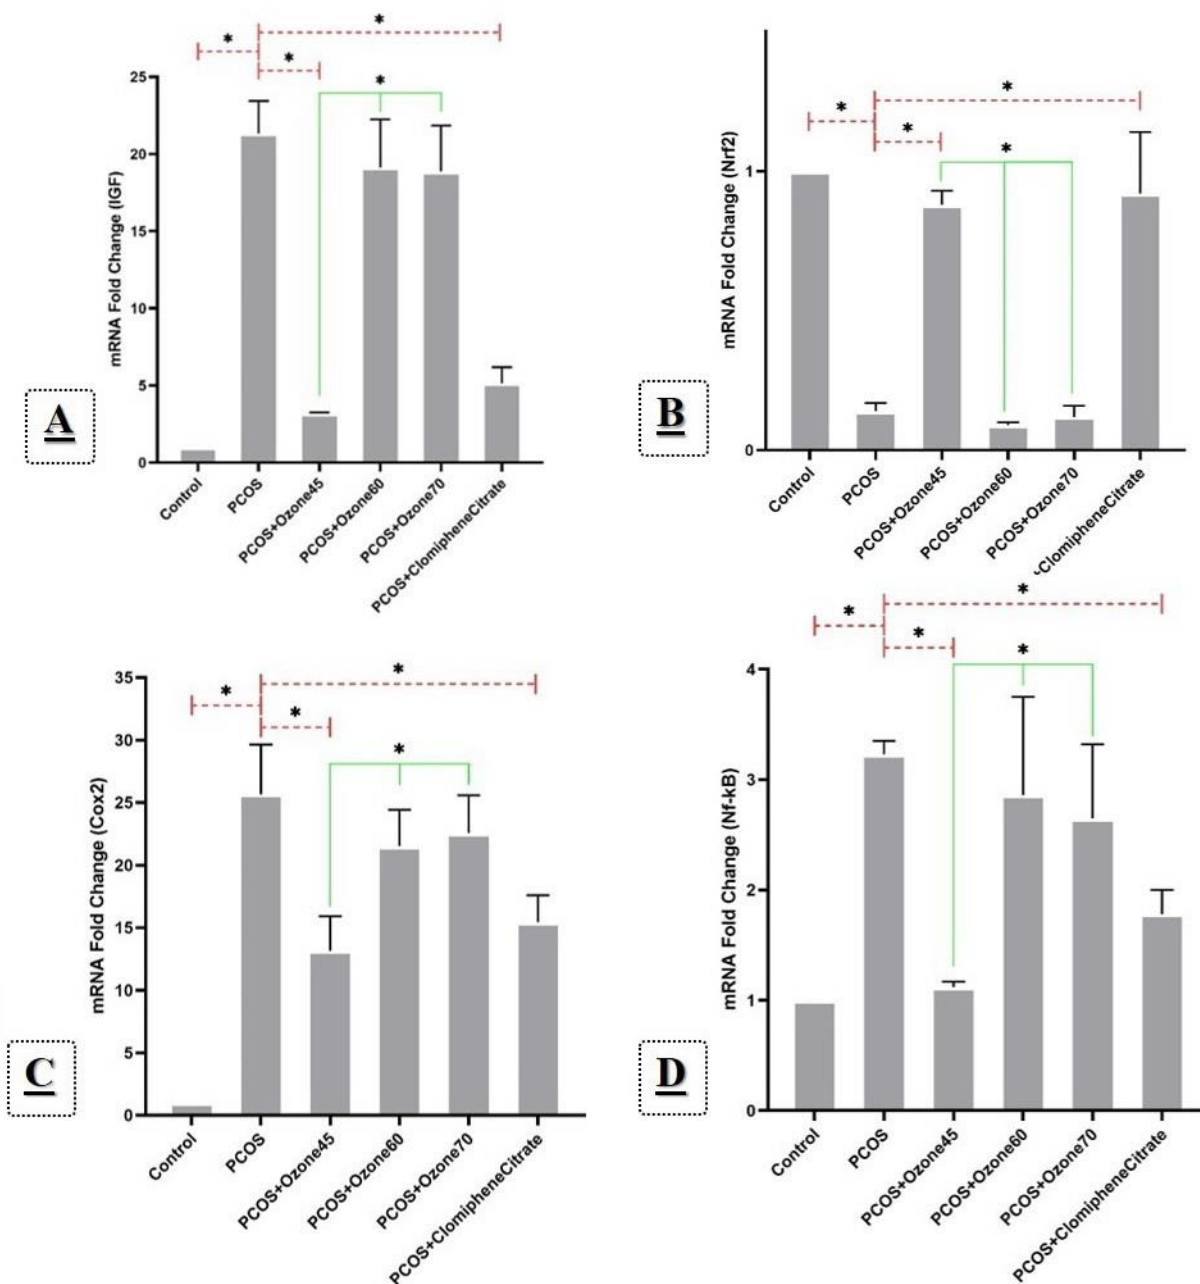 *
*
*
*
25
20
15
10
5
0
mRNA Fold Change (IGF)
A
Control
PCOS
PCOS+Ozone45
PCOS+Ozone60
PCOS+Ozone70
PCOS+ClomipheneCitrate
*
*
*
*
1
0
mRNA Fold Change (Nrf2)
B
Control
PCOS
PCOS+Ozone45
PCOS+Ozone60
PCOS+Ozone70
ClomipheneCitrate
*
*
*
*
35
30
25
20
15
10
5
0
mRNA Fold Change (Cox2)
C
Control
PCOS
PCOS+Ozone45
PCOS+Ozone60
PCOS+Ozone70
PCOS+ClomipheneCitrate
*
*
*
*
4
3
2
1
0
mRNA Fold Change (Nf-kB)
D
Control
PCOS
PCOS+Ozone45
PCOS+Ozone60
PCOS+Ozone70
PCOS+ClomipheneCitrate